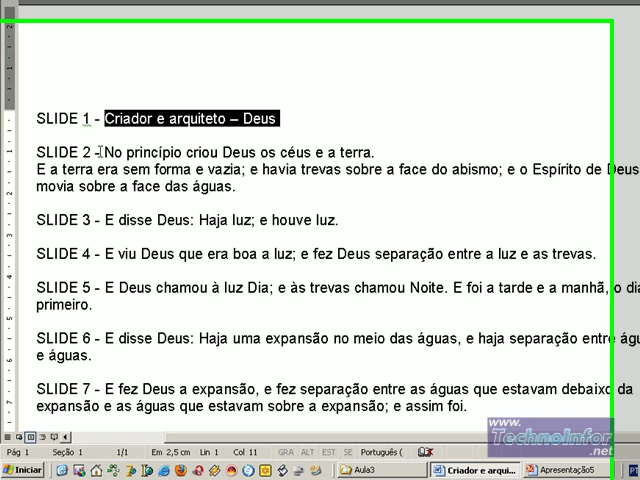 SLIDE 1 - Criador e arquiteto – Deus
SLIDE 2 - No princípio criou Deus os céus e a terra.
E a terra era sem forma e vazia; e havia trevas sobre a face do abismo; e o Espírito de Deus
movia sobre a face das águas.
SLIDE 3 - E disse Deus: Haja luz; e houve luz.
SLIDE 4 - E viu Deus que era boa a luz; e fez Deus separação entre a luz e as trevas.
SLIDE 5 - E Deus chamou à luz Dia; e às trevas chamou Noite. E foi a tarde e a manhã, o dia
primeiro.
SLIDE 6 - E disse Deus: Haja uma expansão no meio das águas, e haja separação entre águ
e águas.
SLIDE 7 - E fez Deus a expansão, e fez separação entre as águas que estavam debaixo da
expansão e as águas que estavam sobre a expansão; e assim foi.
www.
TechnoInfor
.net
Pág 1 Seção 1 1/1 Em 2,5 cm Lin 1 Col 11 GRA ALT EST SE Português (
Iniciar Aula3 Criador e arqui... Apresentação5 PT